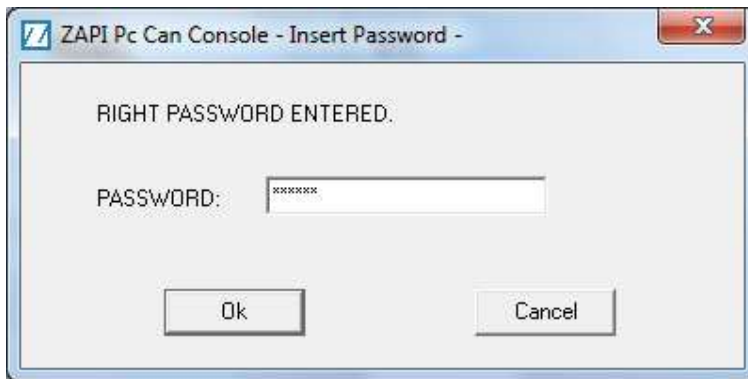 ZAPI Pc Can Console - Insert Password -
RIGHT PASSWORD ENTERED.
PASSWORD: ******
Ok Cancel